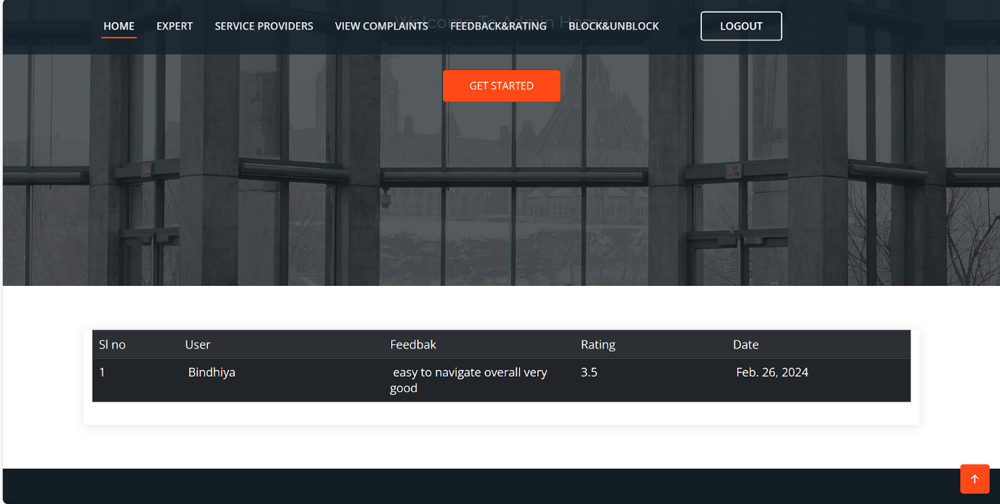 Welcome To Admin Home
HOME EXPERT SERVICE PROVIDERS VIEW COMPLAINTS FEEDBACK&RATING BLOCK&UNBLOCK LOGOUT
GET STARTED
Sl no User Feedbak Rating Date
1 Bindhiya easy to navigate overall very 3.5 Feb. 26, 2024
good